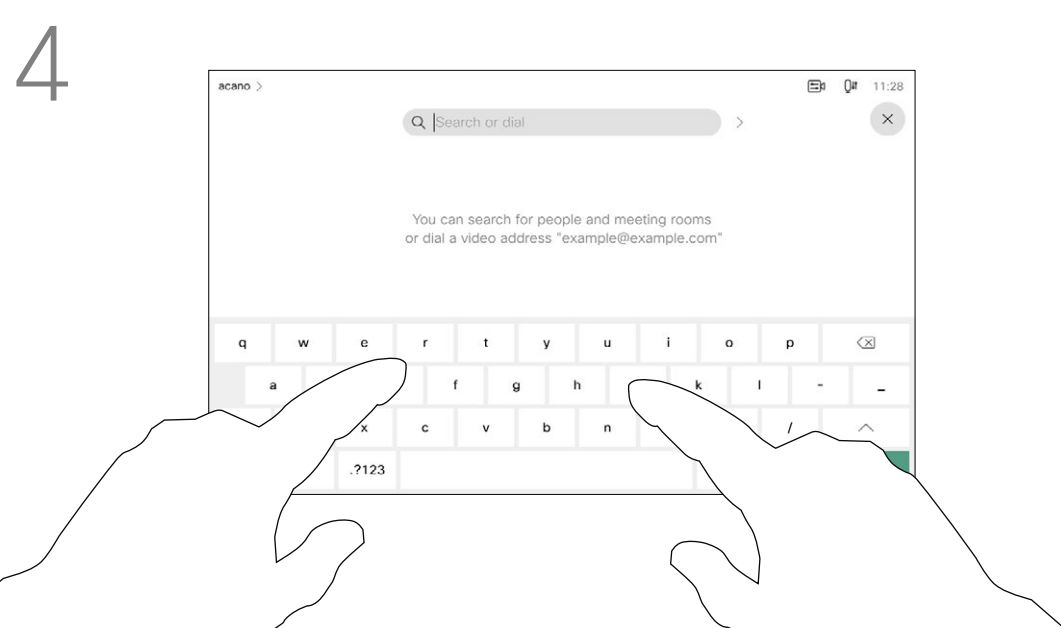 4
acano >
11:28
Search or dial
You can search for people and meeting rooms
or dial a video address "example@example.com"
q w e r t y u i o p
a f g h k l - _
x c v b n /
.?123